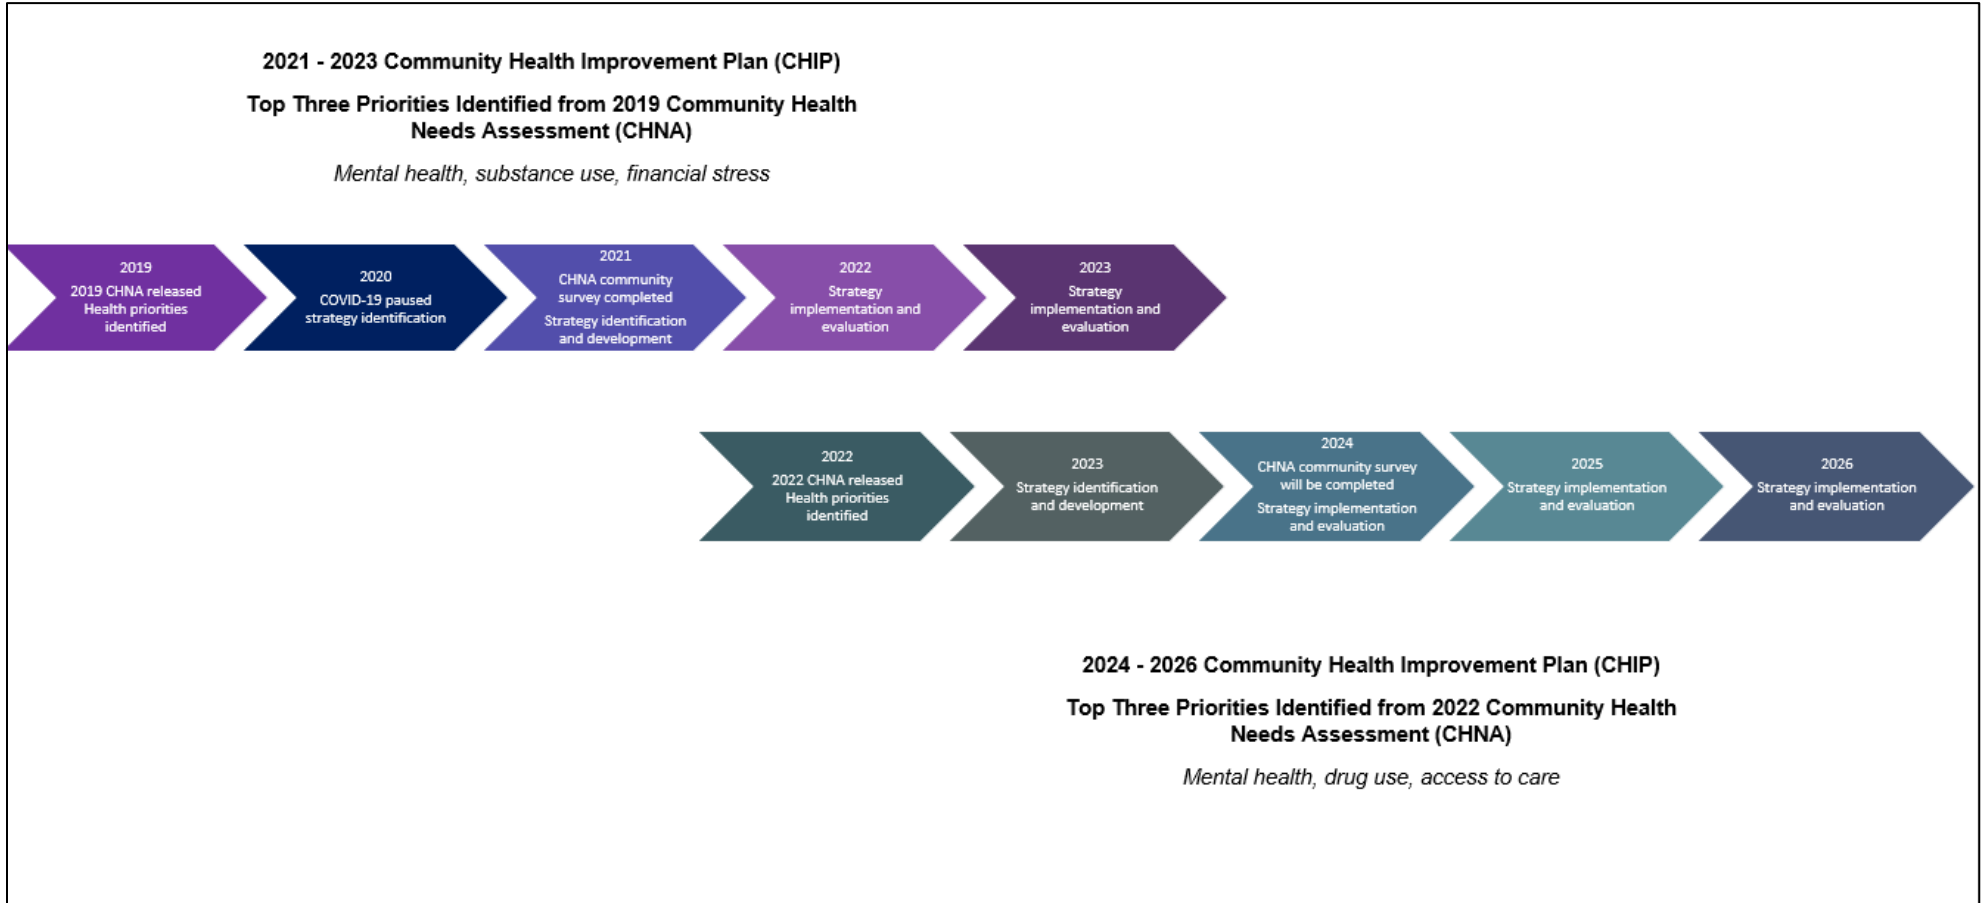 2021 - 2023 Community Health Improvement Plan (CHIP)
Top Three Priorities Identified from 2019 Community Health
Needs Assessment (CHNA)
Mental health, substance use, financial stress
2019
2019 CHNA released
Health priorities
identified
2020
COVID-19 paused
strategy identification
2021
CHNA community
survey completed
Strategy identification
and development
2022
Strategy
implementation and
evaluation
2023
Strategy
implementation and
evaluation
2022
2022 CHNA released
Health priorities
identified
2023
Strategy identification
and development
2024
CHNA community survey
will be completed
Strategy implementation
and evaluation
2025
Strategy implementation
and evaluation
2026
Strategy implementation
and evaluation
2024 - 2026 Community Health Improvement Plan (CHIP)
Top Three Priorities Identified from 2022 Community Health
Needs Assessment (CHNA)
Mental health, drug use, access to care